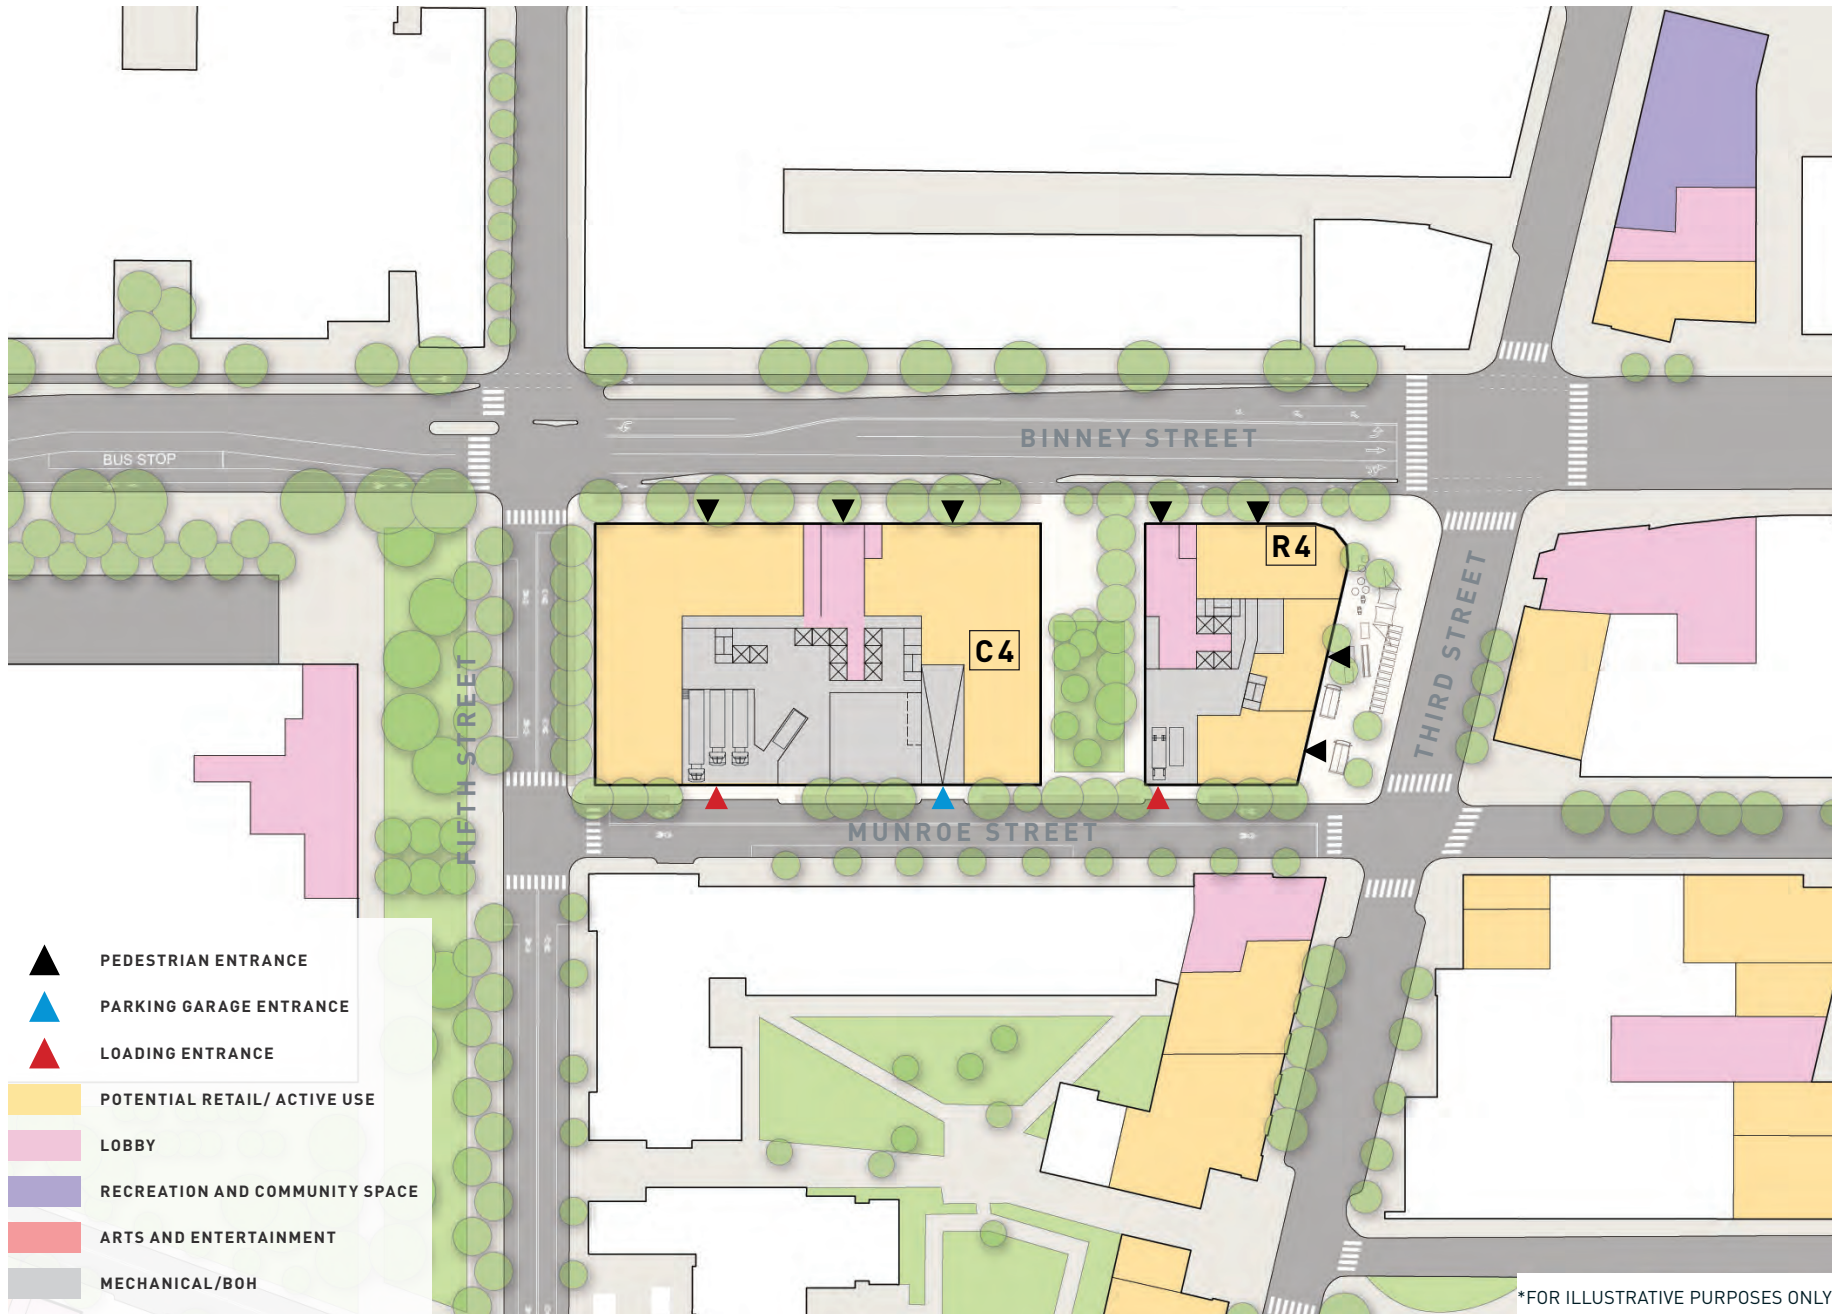 BINNEY STREET
BUS STOP
R4
C4
THIRD STREET
FIFTH STREET
MUNROE STREET
PEDESTRIAN ENTRANCE
PARKING GARAGE ENTRANCE
LOADING ENTRANCE
POTENTIAL RETAIL/ ACTIVE USE
LOBBY
RECREATION AND COMMUNITY SPACE
ARTS AND ENTERTAINMENT
MECHANICAL/BOH
*FOR ILLUSTRATIVE PURPOSES ONLY